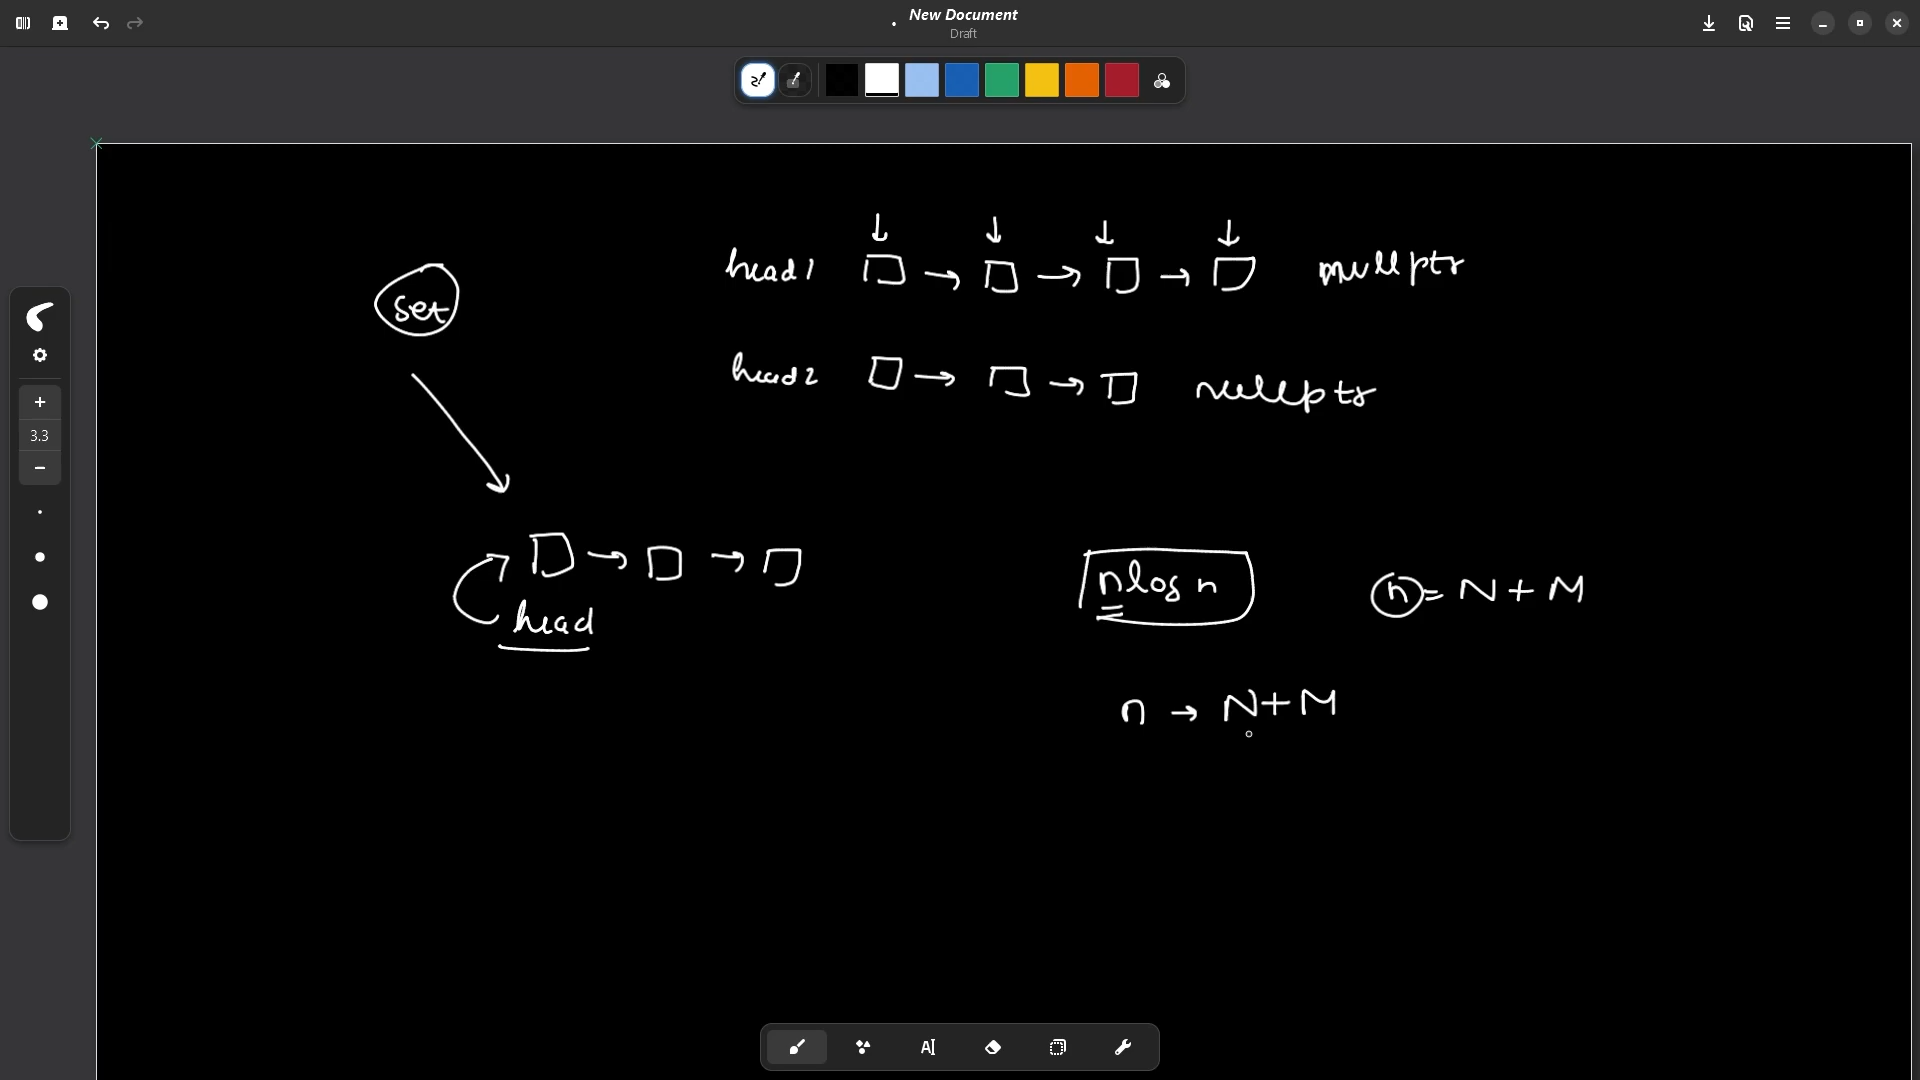 New Document
Draft
head1 nullptr
set
head2 nullptr
3.3
nlog n
n = N + M
head
n → N+M